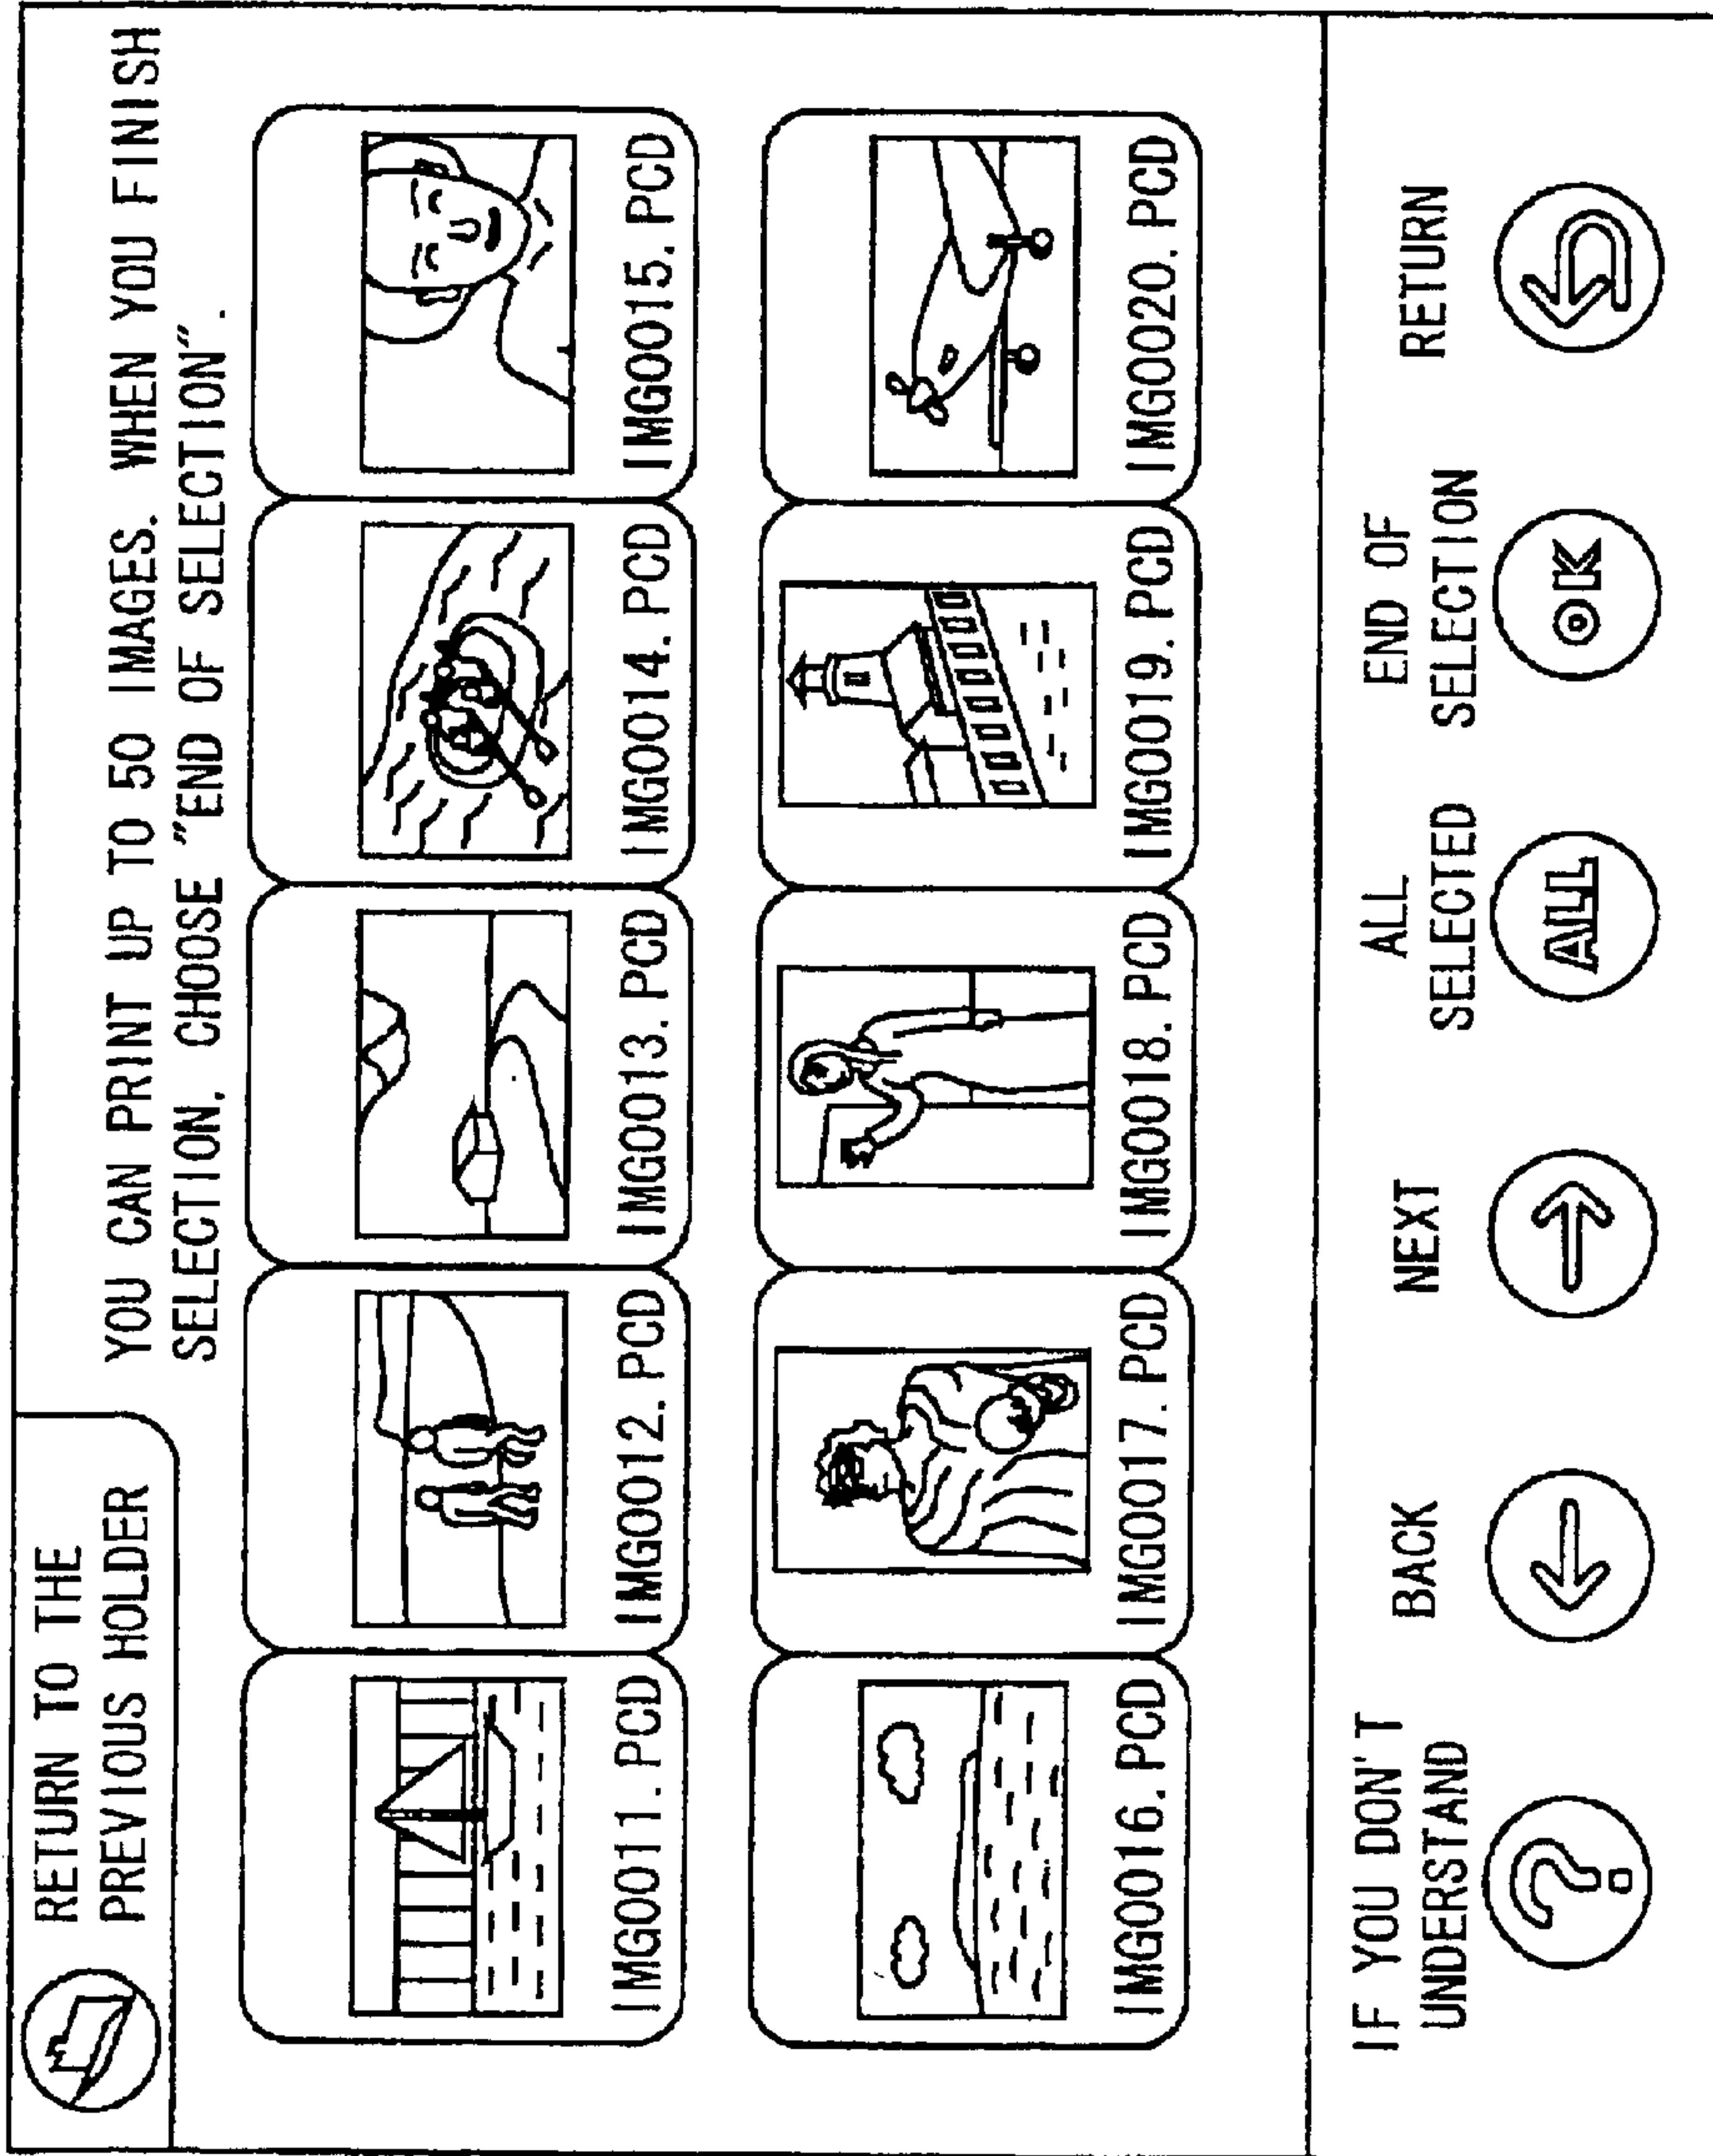 RETURN TO THE
PREVIOUS HOLDER
YOU CAN PRINT UP TO 50 IMAGES. WHEN YOU FINISH
SELECTION, CHOOSE "END OF SELECTION".
IMG0011.PCD
IMG0012.PCD
IMG0013.PCD
IMG0014.PCD
IMG0015.PCD
IMG0016.PCD
IMG0017.PCD
IMG0018.PCD
IMG0019.PCD
IMG0020.PCD
IF YOU DON'T
UNDERSTAND
?
BACK
NEXT
ALL
SELECTED
ALL
END OF
SELECTION
OK
RETURN